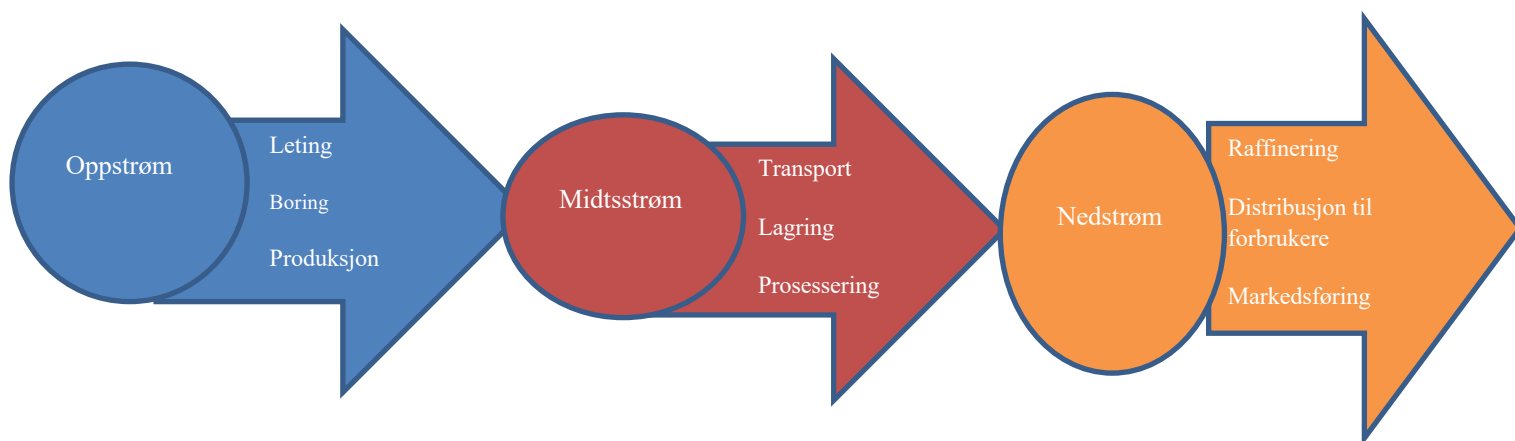 Oppstrøm
Leting
Boring
Produksjon
Midtsstrøm
Transport
Lagring
Prosessering
Nedstrøm
Raffinering
Distribusjon til
forbrukere
Markedsføring